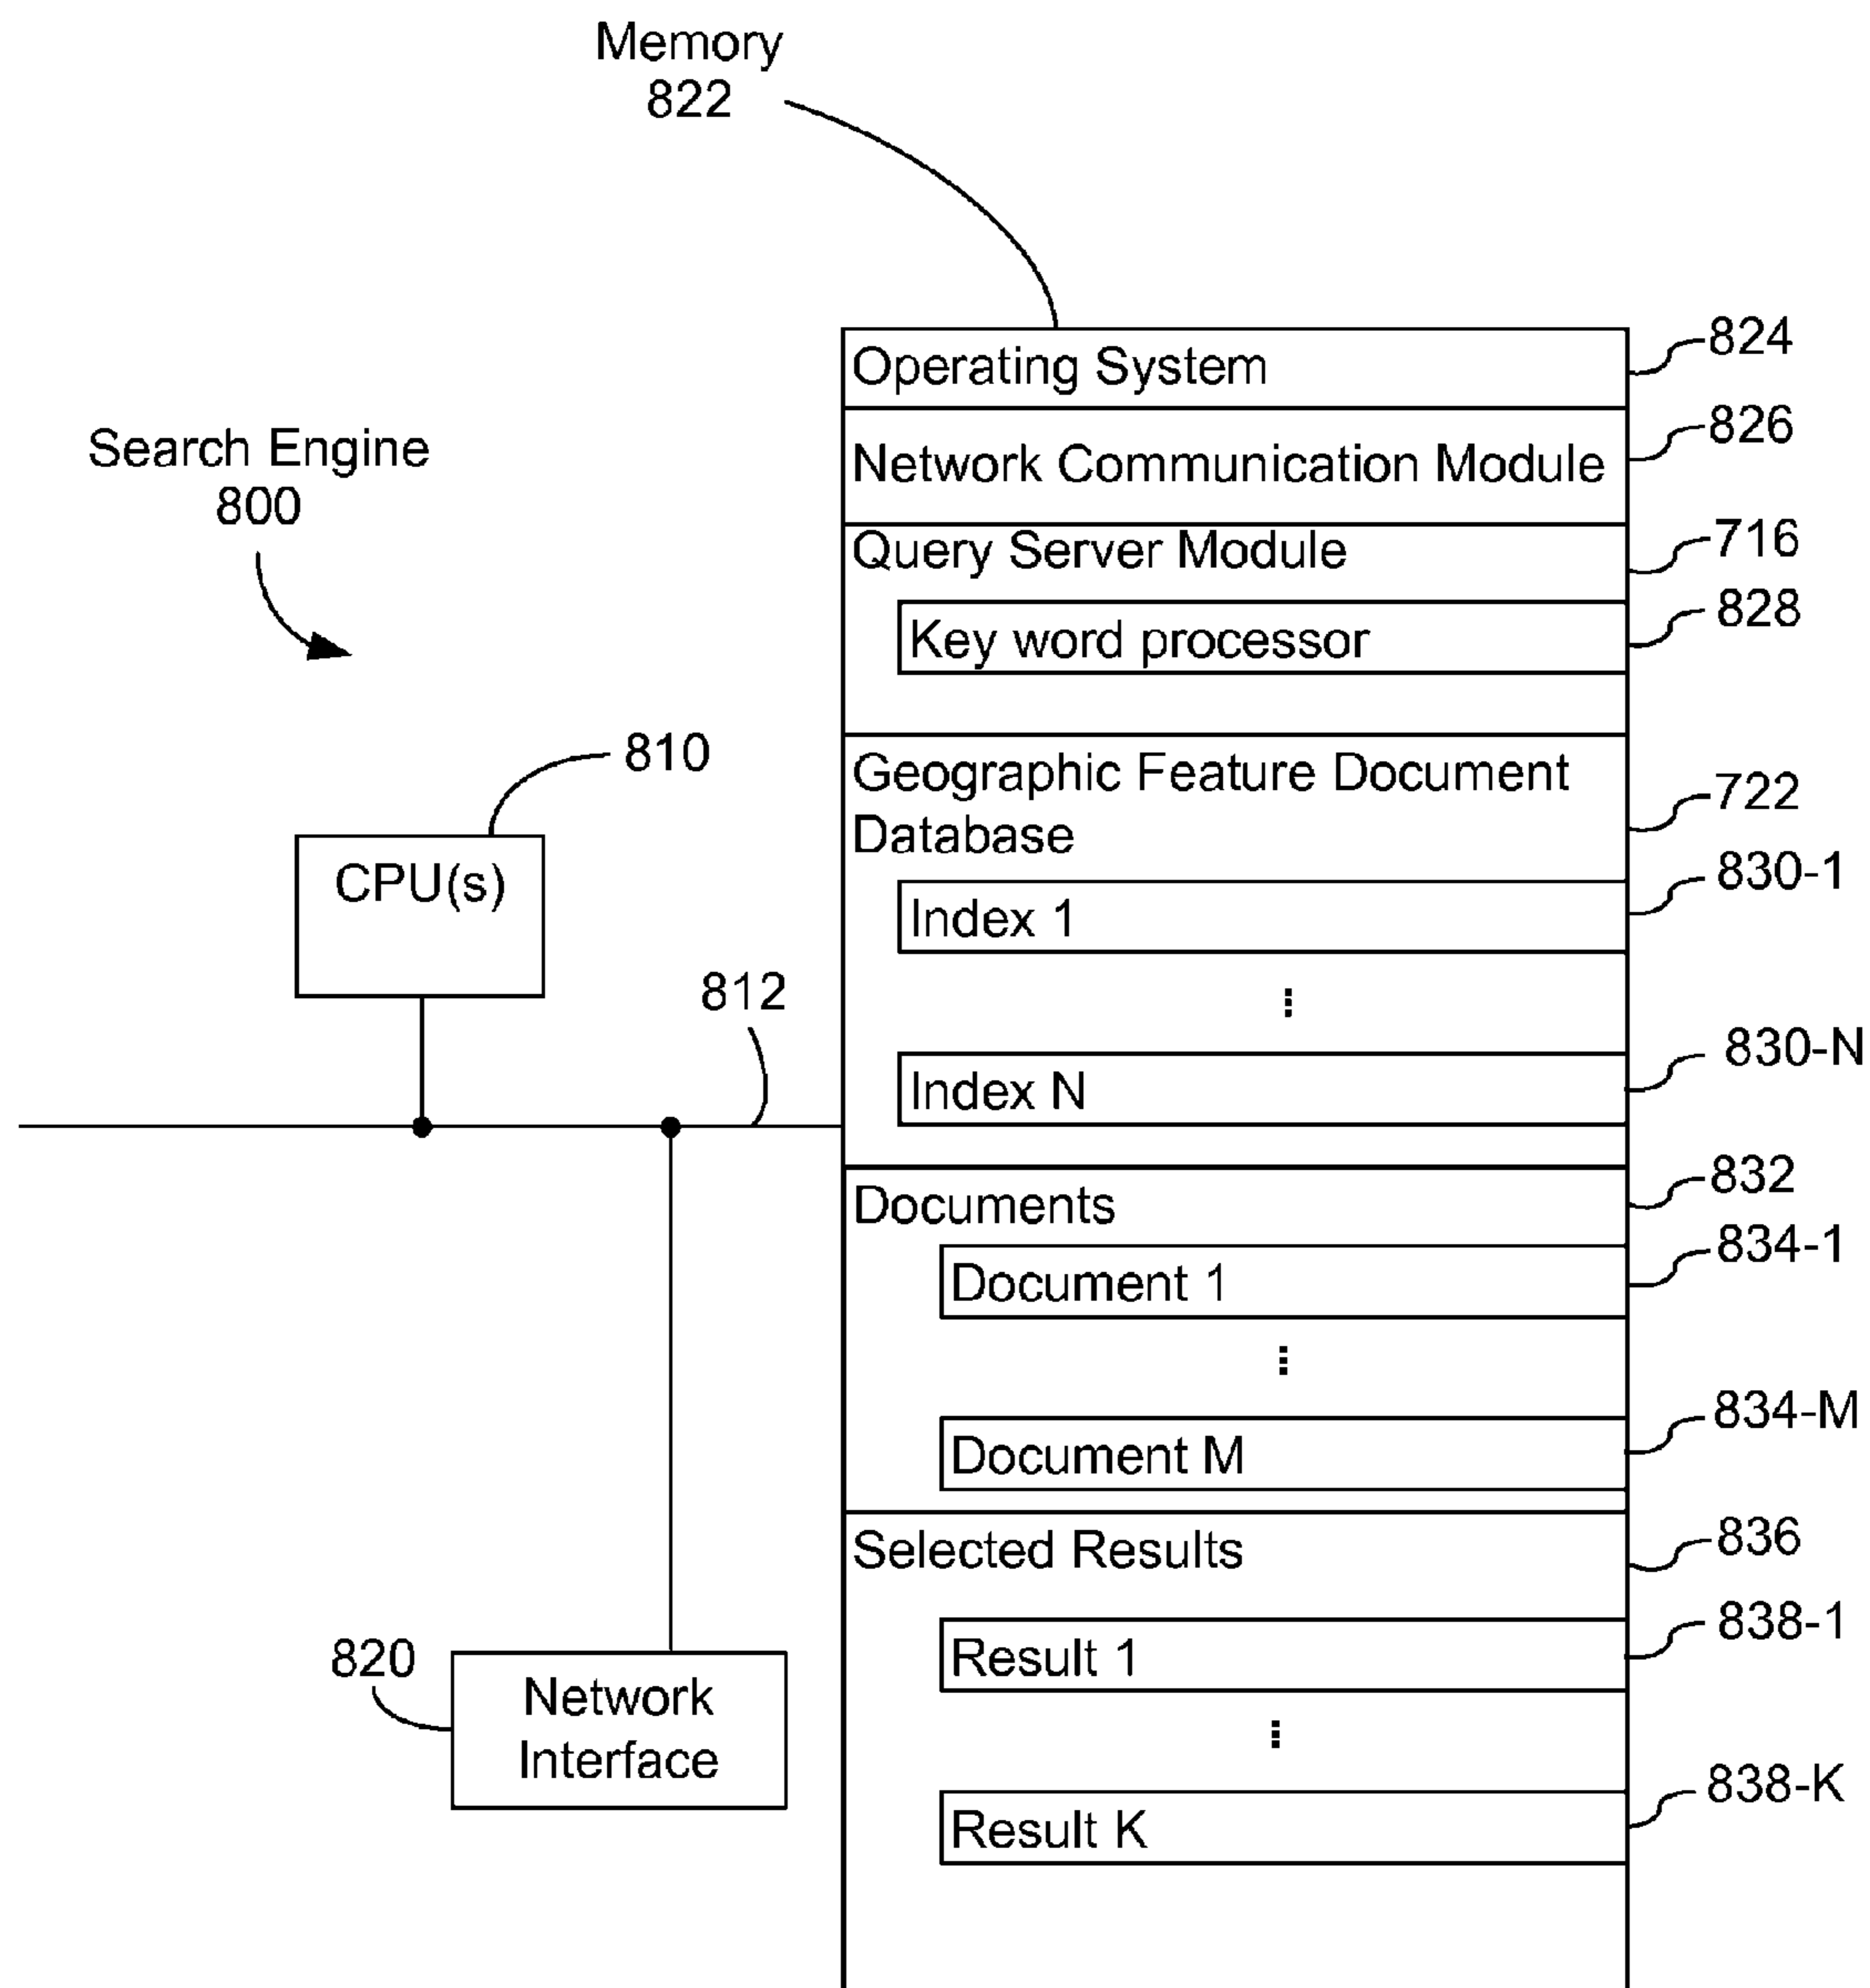 Memory
822
Operating System
824
Network Communication Module
826
Search Engine
800
Query Server Module
716
Key word processor
828
810
CPU(s)
Geographic Feature Document
Database
722
Index 1
830-1
812
Index N
830-N
Documents
832
Document 1
834-1
Document M
834-M
Selected Results
836
Result 1
838-1
820
Network
Interface
Result K
838-K